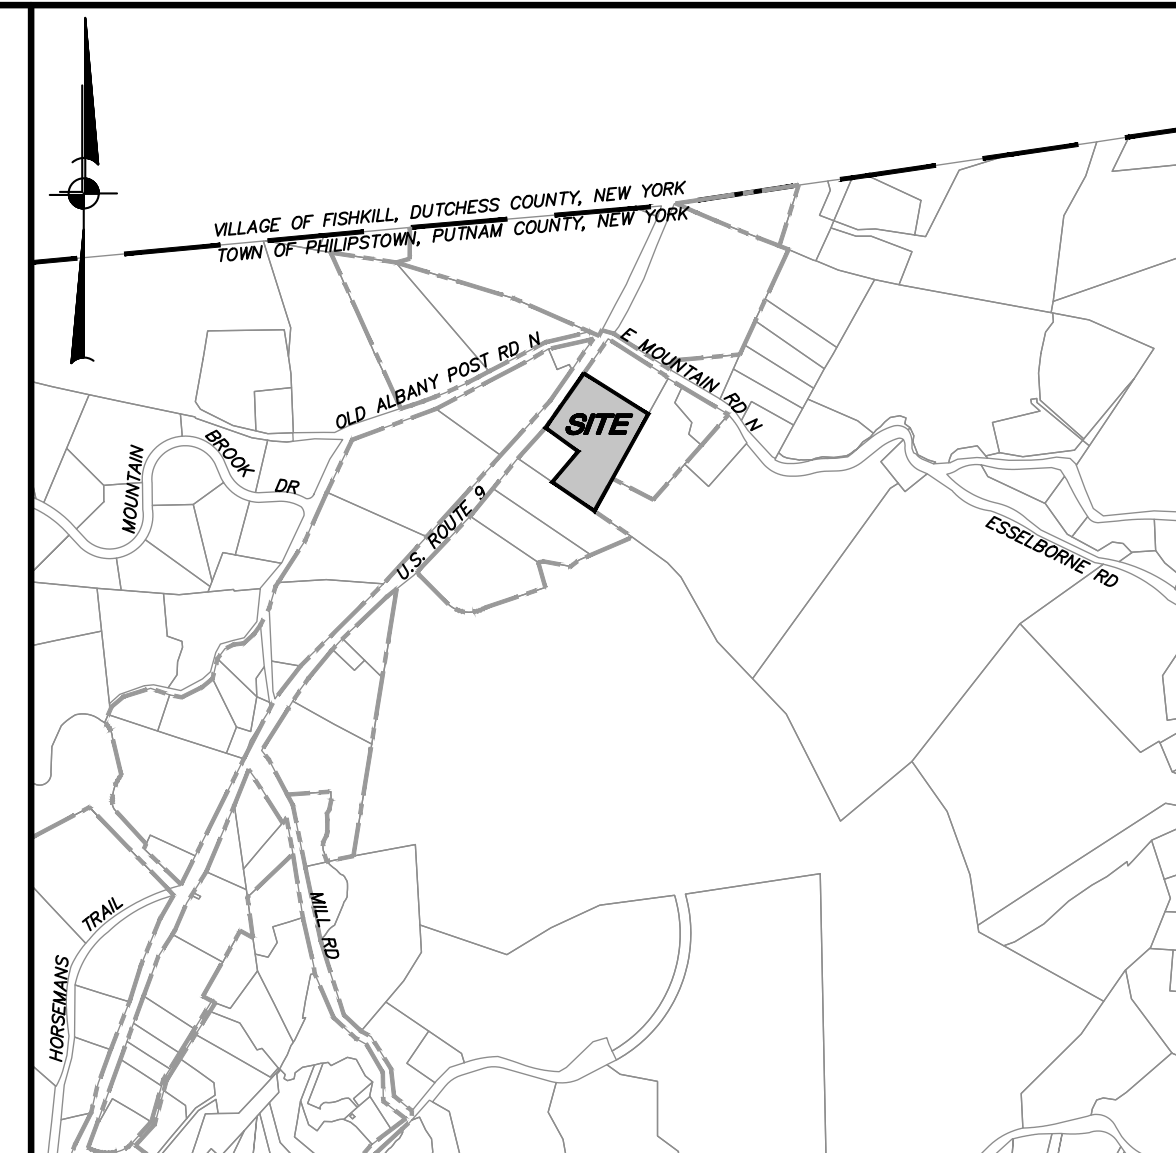 VILLAGE OF FISHKILL, DUTCHESS COUNTY, NEW YORK
TOWN OF PHILIPSTOWN, PUTNAM COUNTY, NEW YORK
OLD ALBANY POST RD N
E MOUNTAIN RD N
SITE
MOUNTAIN
BROOK
DR
U.S. ROUTE 9
ESSELBORNE RD
MILL RD
HORSEMANS
TRAIL